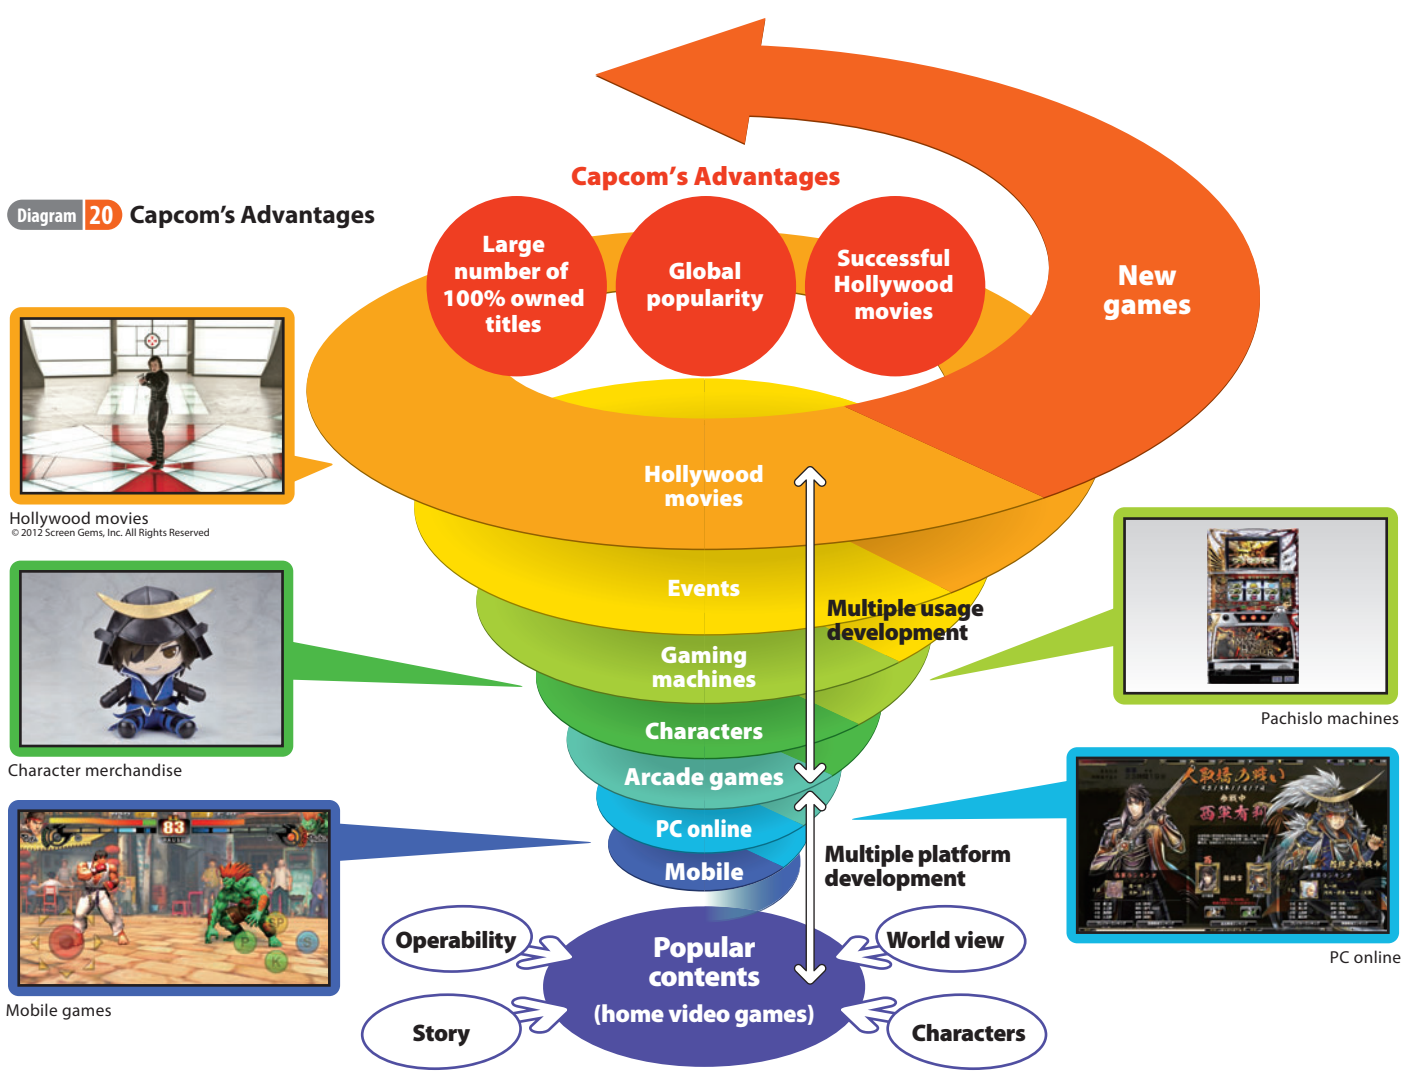 Capcom's Advantages
Diagram 20 Capcom's Advantages
Large
number of
100% owned
titles
Global
popularity
Successful
Hollywood
movies
New
games
Hollywood
movies
Hollywood movies
© 2012 Screen Gems, Inc. All Rights Reserved
Events
Multiple usage
development
Gaming
machines
Pachislo machines
Characters
Character merchandise
Arcade games
PC online
Mobile
Multiple platform
development
83
P
SP
K
S
Mobile games
PC online
Operability
World view
Popular
contents
(home video games)
Story
Characters